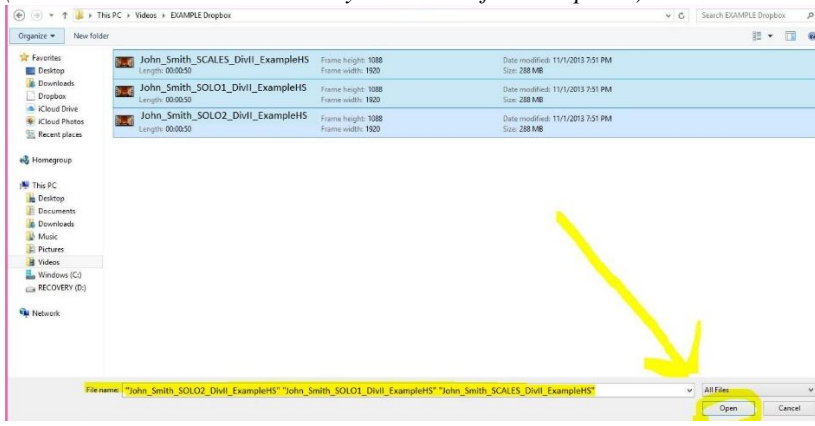 This PC › Videos › EXAMPLE Dropbox
Search EXAMPLE Dropbox
Organize
New folder
Favorites
Desktop
Downloads
Dropbox
iCloud Drive
iCloud Photos
Recent places
Homegroup
This PC
Desktop
Documents
Downloads
Music
Pictures
Videos
Windows (C:)
RECOVERY (D:)
Network
John_Smith_SCALES_DivII_ExampleHS Frame height: 1088 Date modified: 11/1/2013 7:51 PM
Length: 00:00:50 Frame width: 1920 Size: 288 MB
John_Smith_SOLO1_DivII_ExampleHS Frame height: 1088 Date modified: 11/1/2013 7:51 PM
Length: 00:00:50 Frame width: 1920 Size: 288 MB
John_Smith_SOLO2_DivII_ExampleHS Frame height: 1088 Date modified: 11/1/2013 7:51 PM
Length: 00:00:50 Frame width: 1920 Size: 288 MB
File name: "John_Smith_SOLO2_DivII_ExampleHS" "John_Smith_SOLO1_DivII_ExampleHS" "John_Smith_SCALES_DivII_ExampleHS"
All Files
Open
Cancel